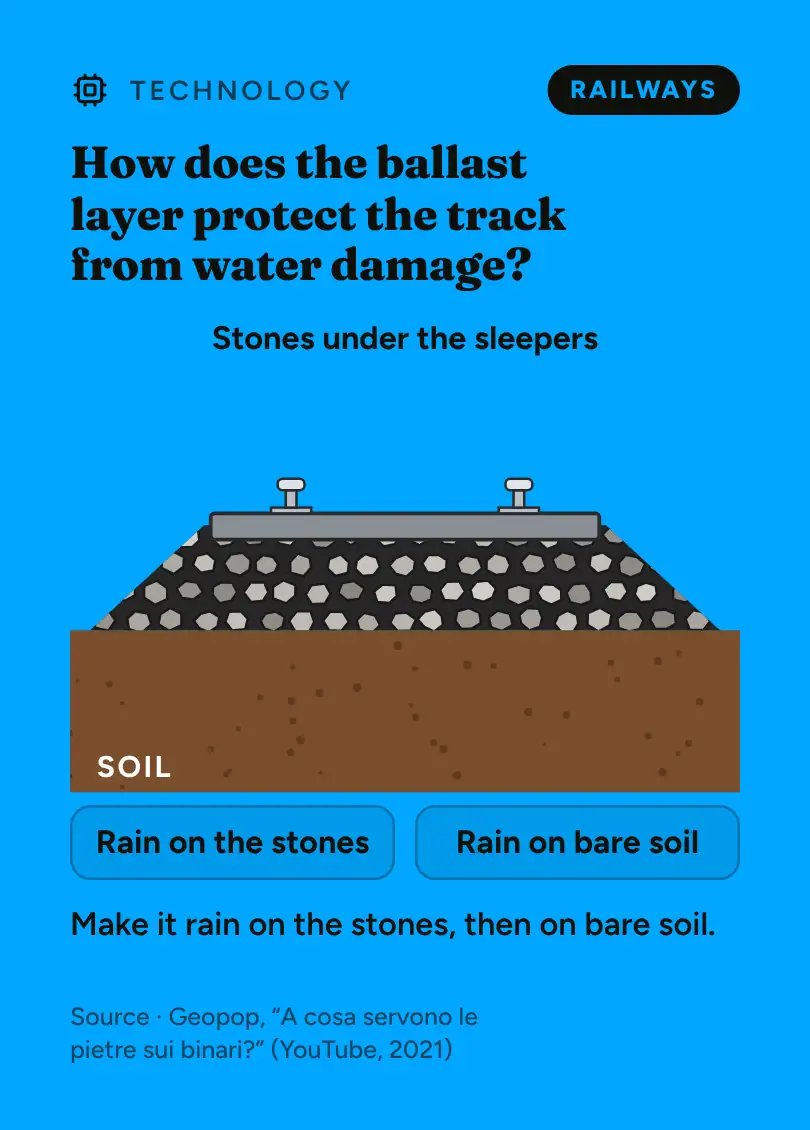 TECHNOLOGY
RAILWAYS
How does the ballast
layer protect the track
from water damage?
Stones under the sleepers
SOIL
Rain on the stones
Rain on bare soil
Make it rain on the stones, then on bare soil.
Source · Geopop, “A cosa servono le
pietre sui binari?” (YouTube, 2021)